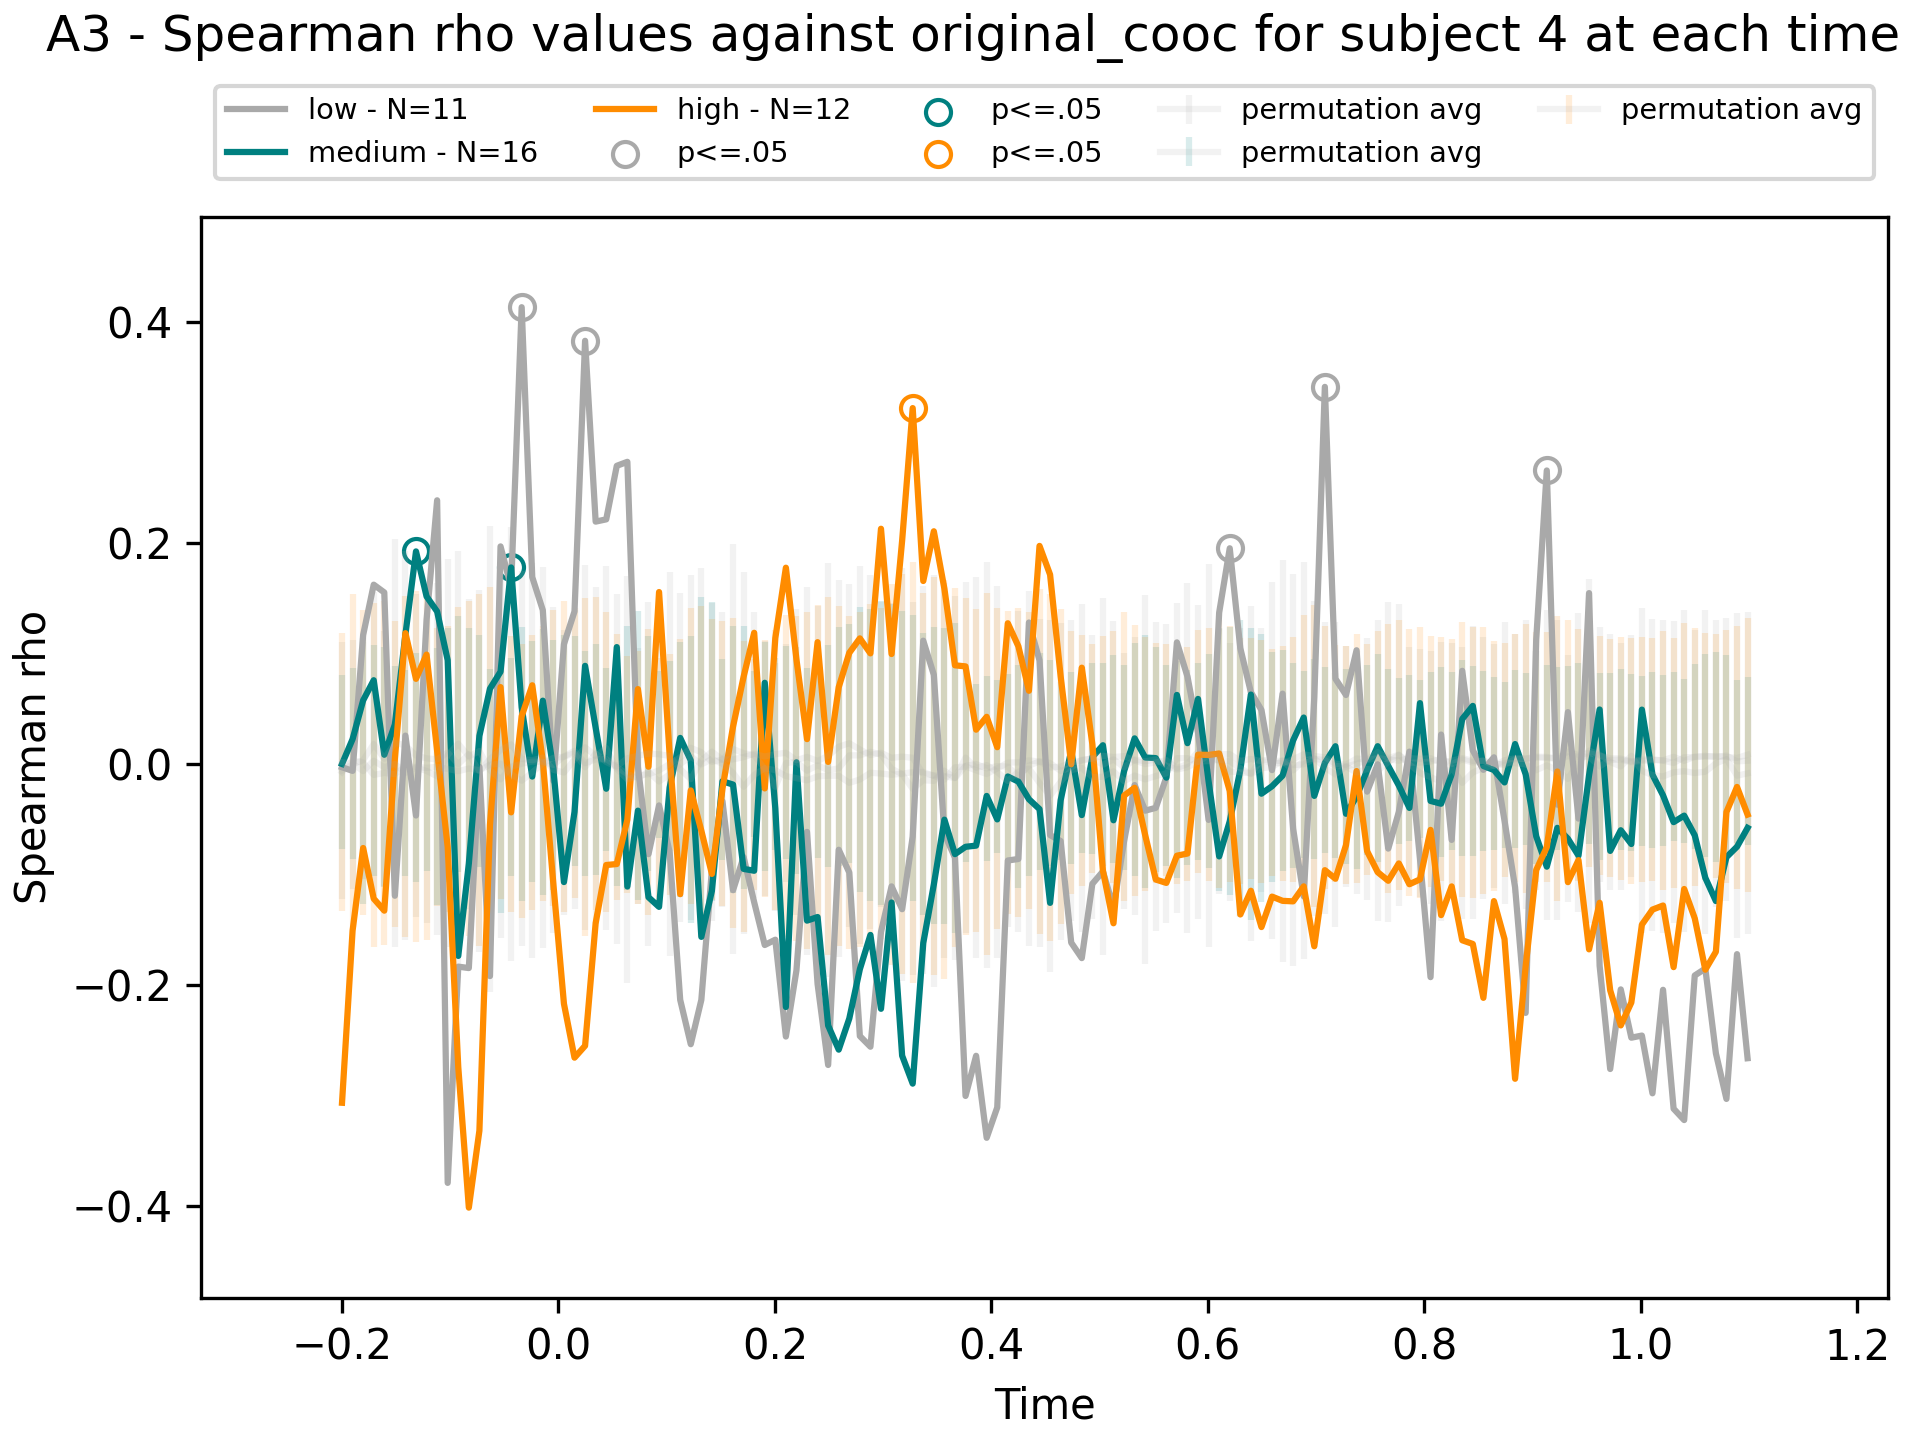 A3 - Spearman rho values against original_cooc for subject 4 at each time
low - N=11
medium - N=16
high - N=12
p<=.05
p<=.05
p<=.05
permutation avg
permutation avg
permutation avg
Spearman rho
0.4
0.2
0.0
−0.2
−0.4
−0.2 0.0 0.2 0.4 0.6 0.8 1.0 1.2
Time